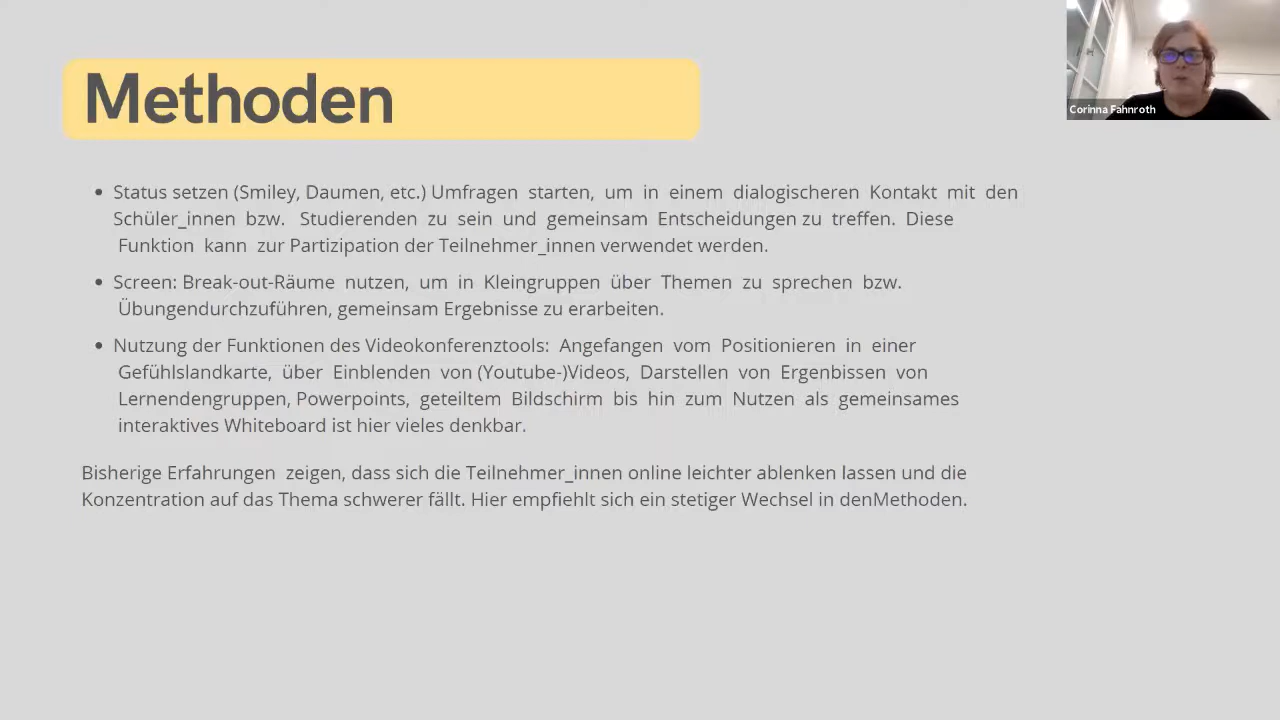 Methoden
Corinna Fahnroth
• Status setzen (Smiley, Daumen, etc.) Umfragen starten, um in einem dialogischeren Kontakt mit den
Schüler_innen bzw. Studierenden zu sein und gemeinsam Entscheidungen zu treffen. Diese
Funktion kann zur Partizipation der Teilnehmer_innen verwendet werden.
• Screen: Break-out-Räume nutzen, um in Kleingruppen über Themen zu sprechen bzw.
Übungendurchzuführen, gemeinsam Ergebnisse zu erarbeiten.
• Nutzung der Funktionen des Videokonferenztools: Angefangen vom Positionieren in einer
Gefühlslandkarte, über Einblenden von (Youtube-)Videos, Darstellen von Ergenbissen von
Lernendengruppen, Powerpoints, geteiltem Bildschirm bis hin zum Nutzen als gemeinsames
interaktives Whiteboard ist hier vieles denkbar.
Bisherige Erfahrungen zeigen, dass sich die Teilnehmer_innen online leichter ablenken lassen und die
Konzentration auf das Thema schwerer fällt. Hier empfiehlt sich ein stetiger Wechsel in denMethoden.